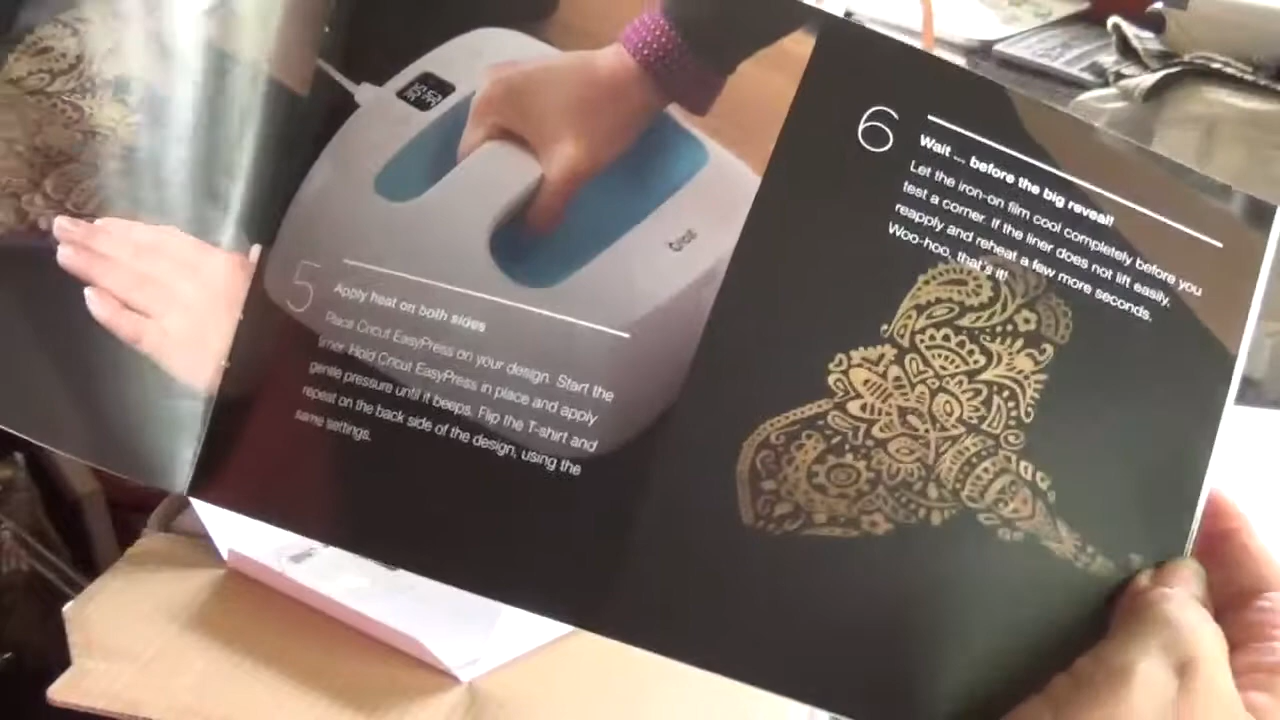 cricut
5
Apply heat on both sides
Place Cricut EasyPress on your design. Start the
timer. Hold Cricut EasyPress in place and apply
gentle pressure until it beeps. Flip the T-shirt and
repeat on the back side of the design, using the
same settings.
6
Wait ... before the big reveal!
Let the iron-on film cool completely before you
test a corner. If the liner does not lift easily,
reapply and reheat a few more seconds.
Woo-hoo, that's it!